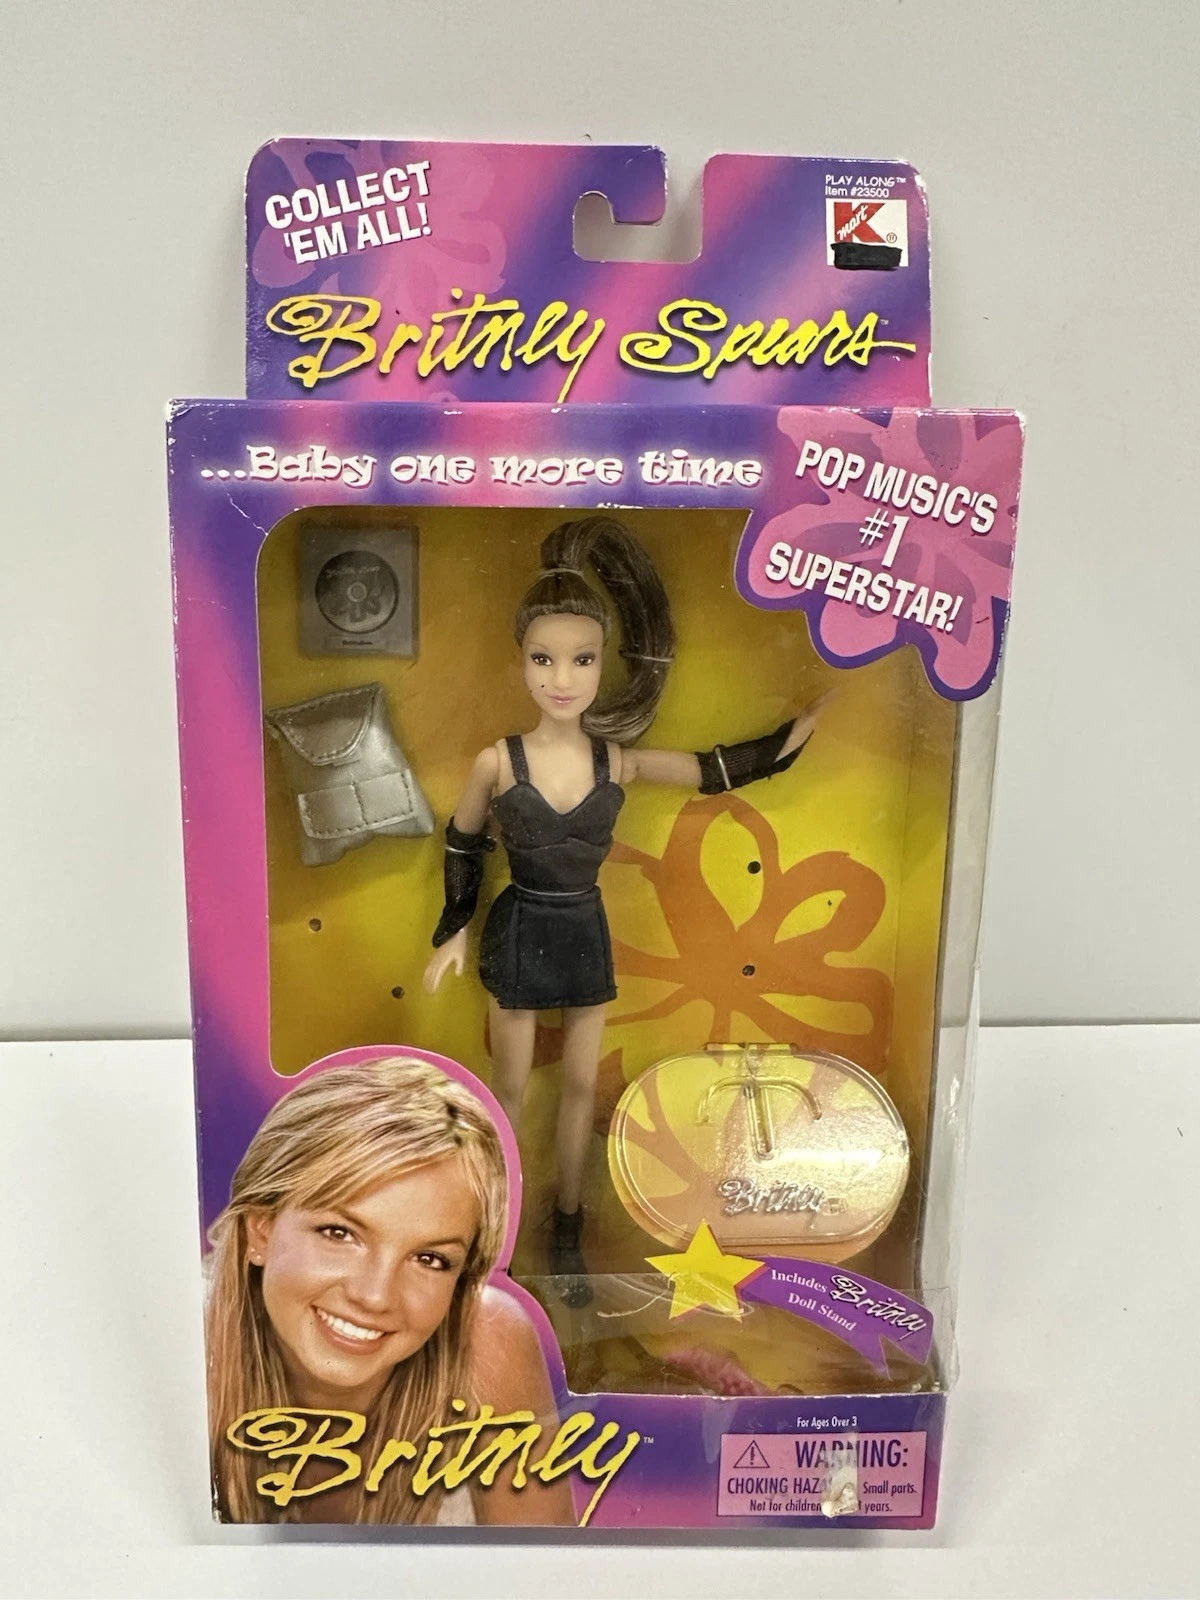 COLLECT
'EM ALL!
PLAY ALONG™
Item #23500
K
mart®
Britney Spears™
...Baby one more time
POP MUSIC'S
#1
SUPERSTAR!
Britney
Includes Britney
Doll Stand
Britney™
For Ages Over 3
WARNING:
CHOKING Small parts.
Not for children years.